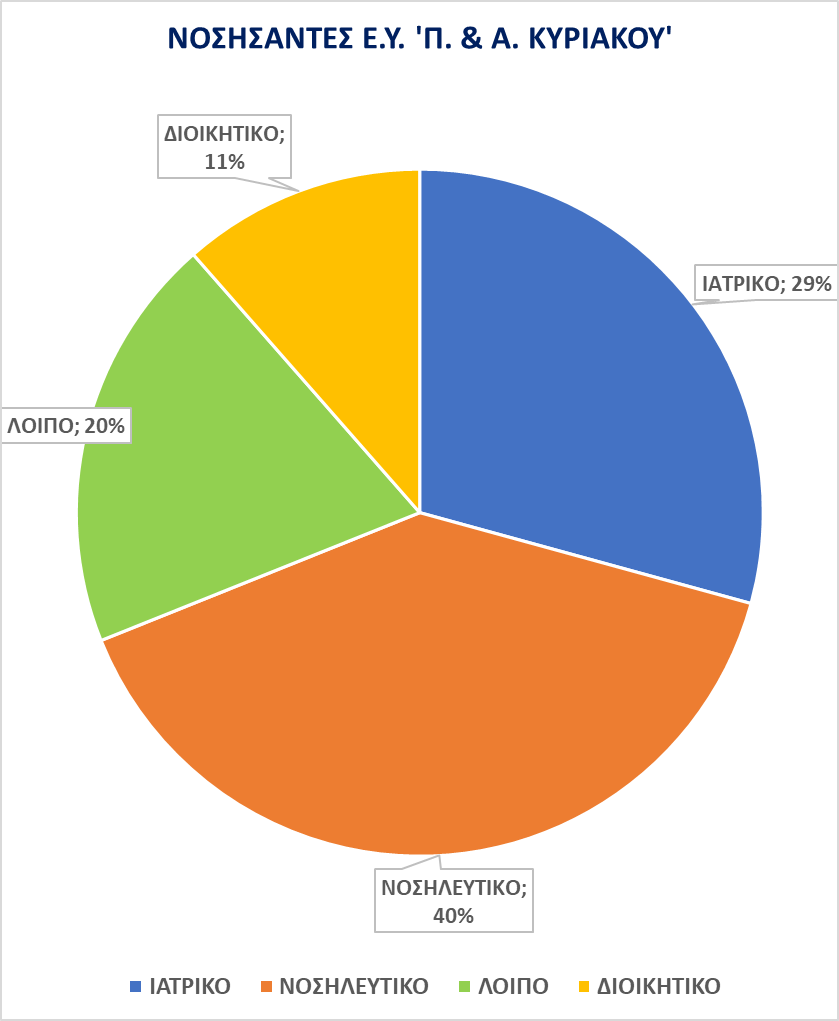 ΝΟΣΗΣΑΝΤΕΣ Ε.Υ. 'Π. & Α. ΚΥΡΙΑΚΟΥ'
ΔΙΟΙΚΗΤΙΚΟ;
11%
ΙΑΤΡΙΚΟ; 29%
ΛΟΙΠΟ; 20%
ΝΟΣΗΛΕΥΤΙΚΟ;
40%
ΙΑΤΡΙΚΟ ΝΟΣΗΛΕΥΤΙΚΟ ΛΟΙΠΟ ΔΙΟΙΚΗΤΙΚΟ